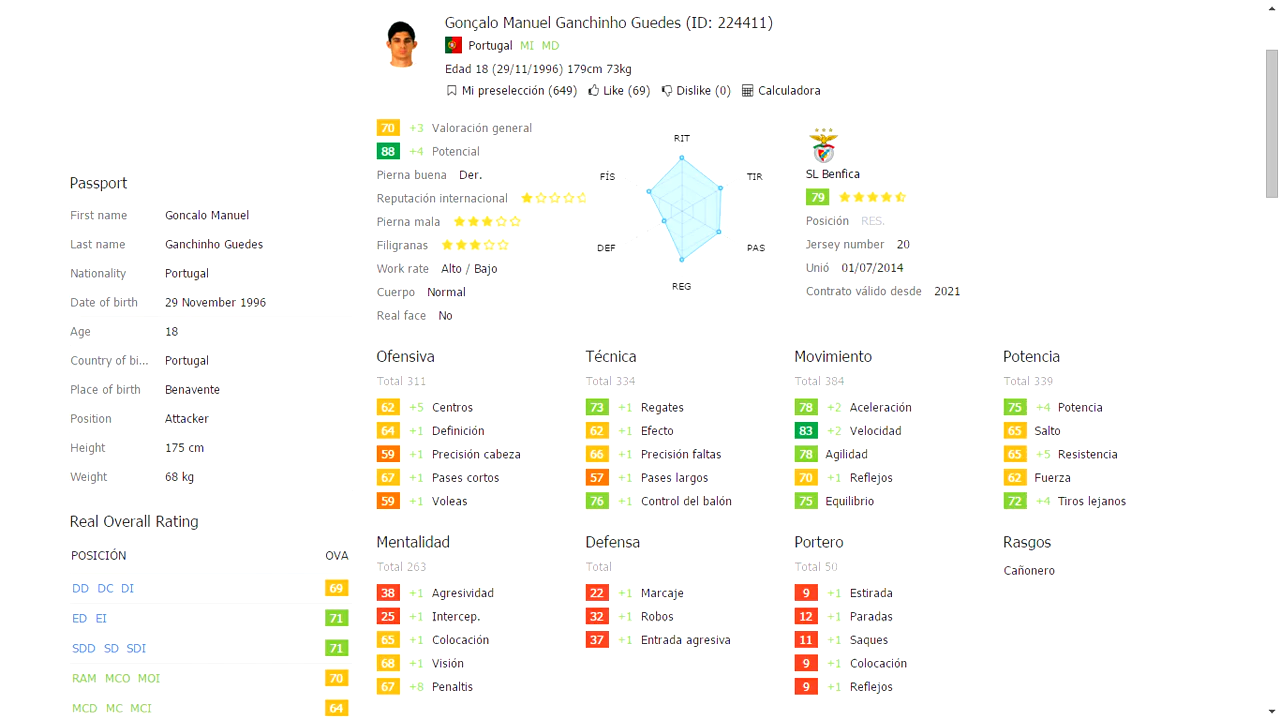 Gonçalo Manuel Ganchinho Guedes (ID: 224411)
Portugal MI MD
Edad 18 (29/11/1996) 179cm 73kg
Mi preselección (649) Like (69) Dislike (0) Calculadora
70 +3 Valoración general
88 +4 Potencial
Pierna buena Der.
Reputación internacional
Pierna mala
Filigranas
Work rate Alto / Bajo
Cuerpo Normal
Real face No
RIT
TIR
PAS
REG
DEF
FÍS
SL Benfica
79
Posición RES.
Jersey number 20
Unió 01/07/2014
Contrato válido desde 2021
Passport
First name Goncalo Manuel
Last name Ganchinho Guedes
Nationality Portugal
Date of birth 29 November 1996
Age 18
Country of bi... Portugal
Place of birth Benavente
Position Attacker
Height 175 cm
Weight 68 kg
Real Overall Rating
POSICIÓN OVA
DD DC DI 69
ED EI 71
SDD SD SDI 71
RAM MCO MOI 70
MCD MC MCI 64
Ofensiva
Total 311
62 +5 Centros
64 +1 Definición
59 +1 Precisión cabeza
67 +1 Pases cortos
59 +1 Voleas
Técnica
Total 334
73 +1 Regates
62 +1 Efecto
66 +1 Precisión faltas
57 +1 Pases largos
76 +1 Control del balón
Movimiento
Total 384
78 +2 Aceleración
83 +2 Velocidad
78 Agilidad
70 +1 Reflejos
75 Equilibrio
Potencia
Total 339
75 +4 Potencia
65 Salto
65 +5 Resistencia
62 Fuerza
72 +4 Tiros lejanos
Mentalidad
Total 263
38 +1 Agresividad
25 +1 Intercep.
65 +1 Colocación
68 +1 Visión
67 +8 Penaltis
Defensa
Total
22 +1 Marcaje
32 +1 Robos
37 +1 Entrada agresiva
Portero
Total 50
9 +1 Estirada
12 +1 Paradas
11 +1 Saques
9 +1 Colocación
9 +1 Reflejos
Rasgos
Cañonero